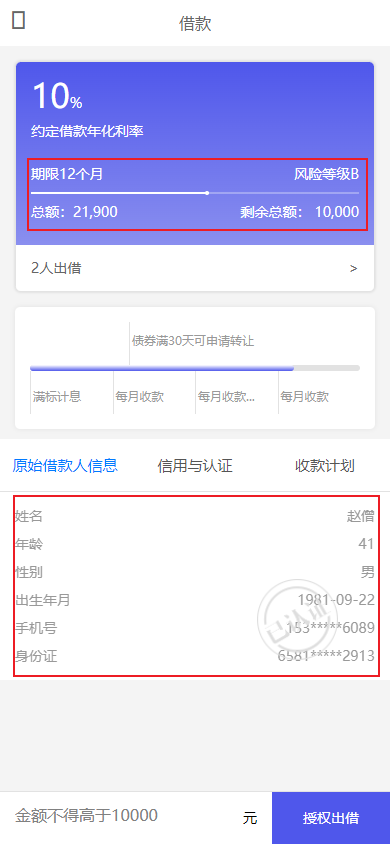 借款
10%
约定借款年化利率
期限12个月 风险等级B
总额：21,900 剩余总额： 10,000
2人出借 >
债券满30天可申请转让
满标计息 每月收款 每月收款... 每月收款
原始借款人信息 信用与认证 收款计划
姓名 赵僧
年龄 41
性别 男
出生年月 1981-09-22
手机号 153*****6089
身份证 6581*****2913
已认证
金额不得高于10000 元 授权出借